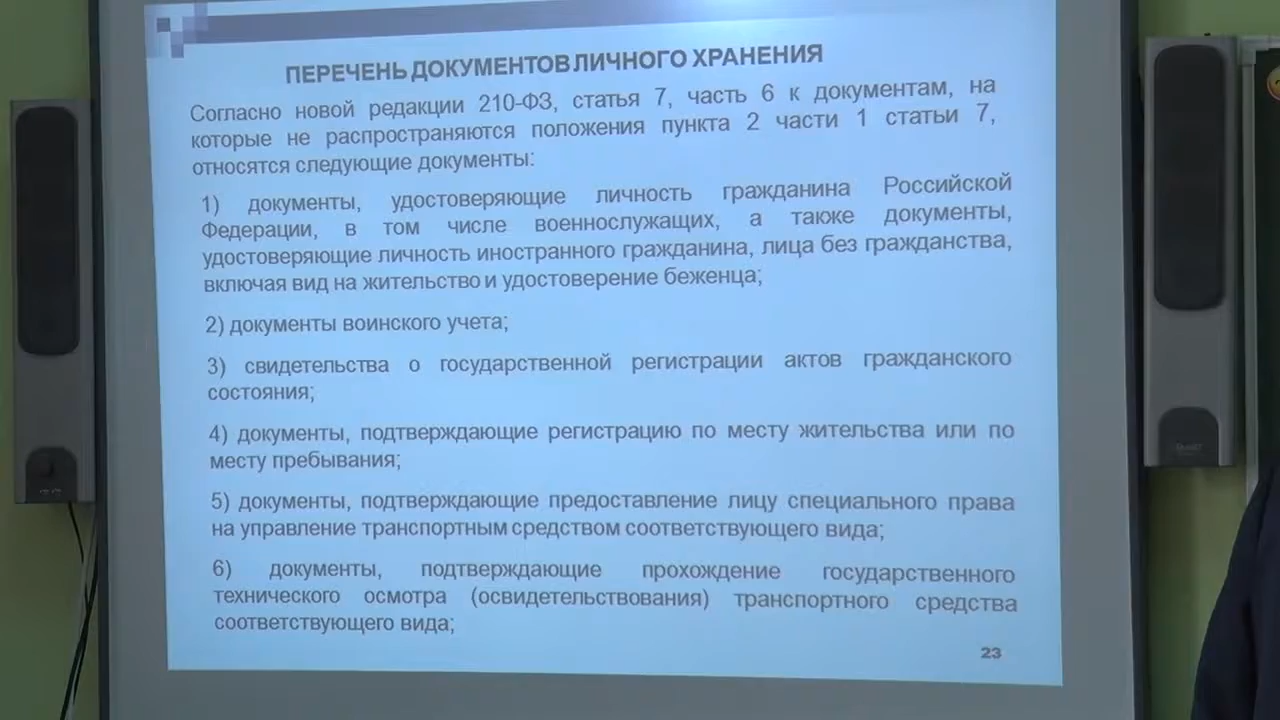 ПЕРЕЧЕНЬ ДОКУМЕНТОВ ЛИЧНОГО ХРАНЕНИЯ
Согласно новой редакции 210-ФЗ, статья 7, часть 6 к документам, на
которые не распространяются положения пункта 2 части 1 статьи 7,
относятся следующие документы:
1) документы, удостоверяющие личность гражданина Российской
Федерации, в том числе военнослужащих, а также документы,
удостоверяющие личность иностранного гражданина, лица без гражданства,
включая вид на жительство и удостоверение беженца;
2) документы воинского учета;
3) свидетельства о государственной регистрации актов гражданского
состояния;
4) документы, подтверждающие регистрацию по месту жительства или по
месту пребывания;
5) документы, подтверждающие предоставление лицу специального права
на управление транспортным средством соответствующего вида;
6) документы, подтверждающие прохождение государственного
технического осмотра (освидетельствования) транспортного средства
соответствующего вида;
23